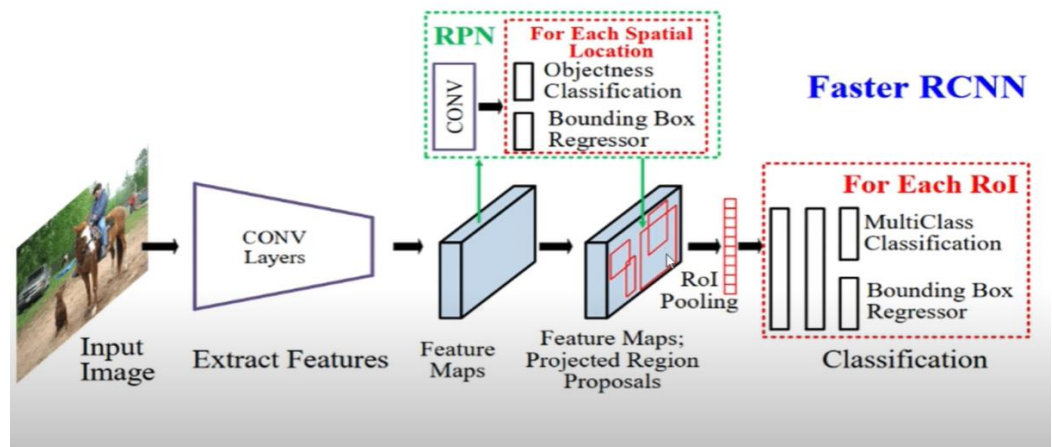 RPN
For Each Spatial
Location
CONV
Objectness
Classification
Bounding Box
Regressor
Faster RCNN
For Each RoI
MultiClass
Classification
Bounding Box
Regressor
CONV
Layers
RoI
Pooling
Input
Image
Extract Features
Feature
Maps
Feature Maps;
Projected Region
Proposals
Classification